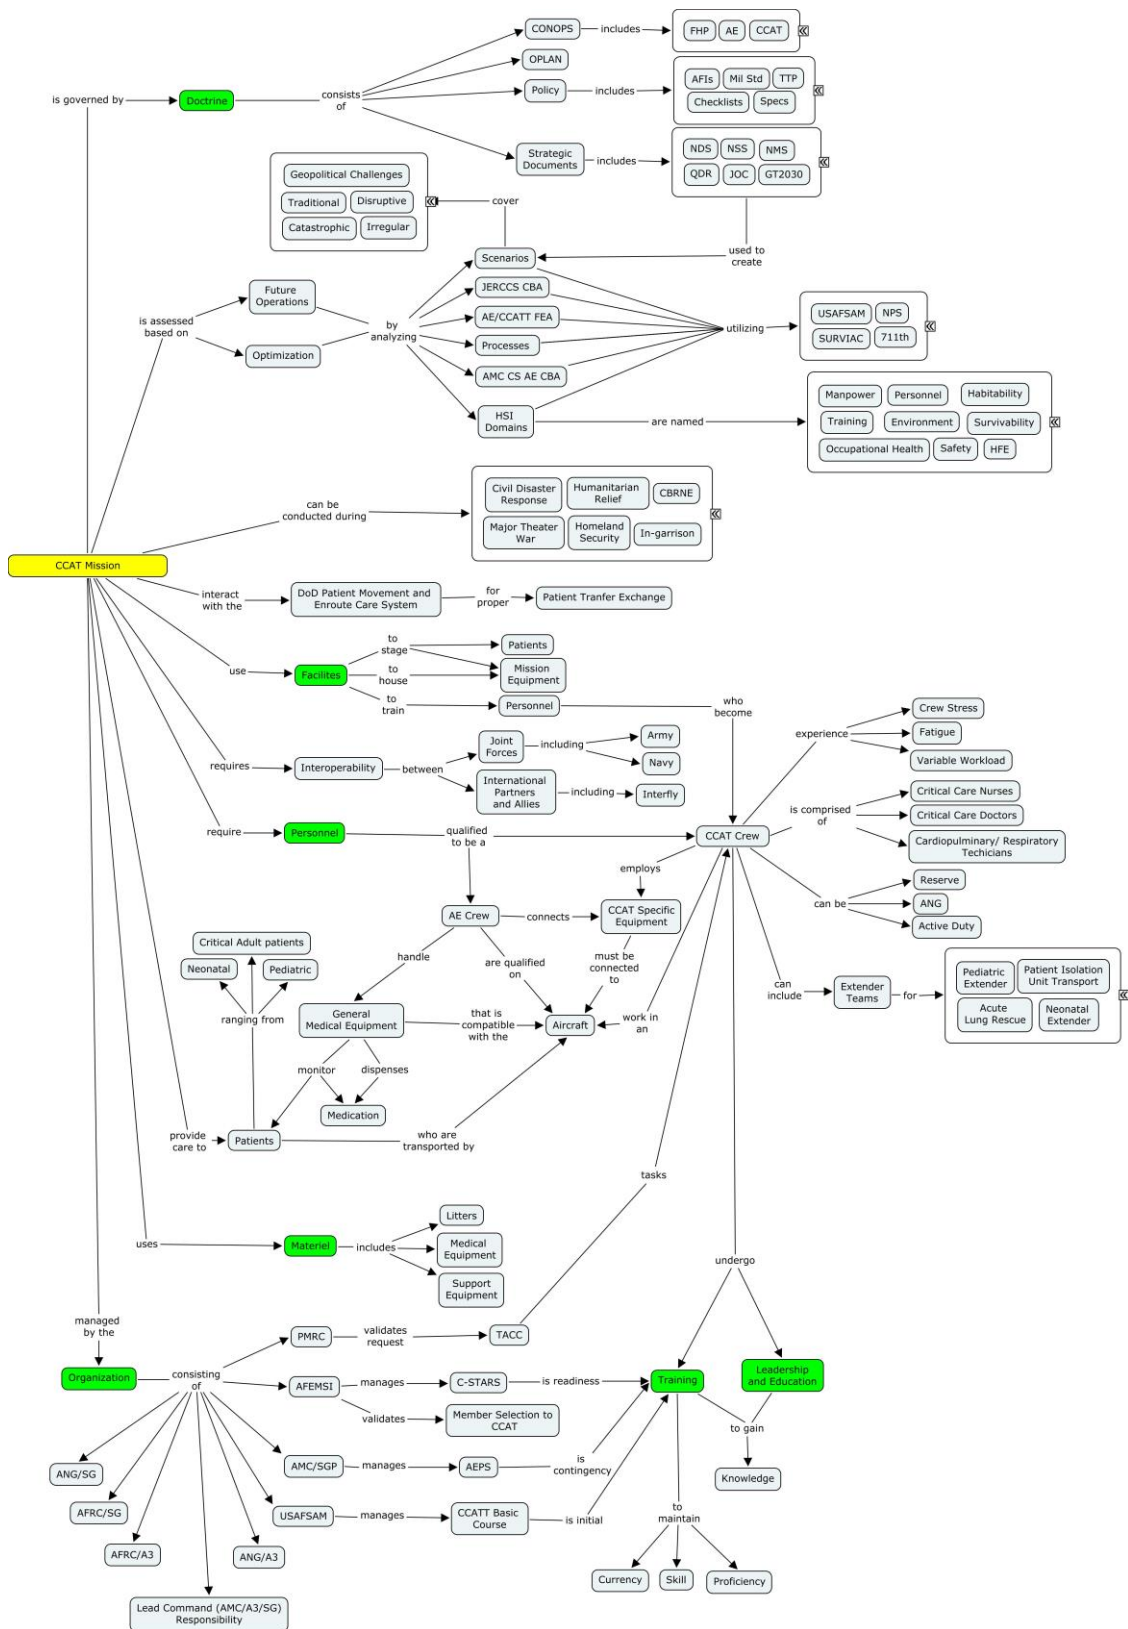 CONOPS
includes
FHP
AE
CCAT
OPLAN
is governed by
Doctrine
consists
of
Policy
includes
AFIs
Mil Std
TTP
Checklists
Specs
Strategic
Documents
includes
NDS
NSS
NMS
QDR
JOC
GT2030
Geopolitical Challenges
Traditional
Disruptive
Catastrophic
Irregular
cover
used to
create
Scenarios
Future
Operations
JERCCS CBA
is assessed
based on
by
analyzing
AE/CCATT FEA
utilizing
USAFSAM
NPS
SURVIAC
711th
Optimization
Processes
AMC CS AE CBA
HSI
Domains
are named
Manpower
Personnel
Habitability
Training
Environment
Survivability
Occupational Health
Safety
HFE
can be
conducted during
Civil Disaster
Response
Humanitarian
Relief
CBRNE
Major Theater
War
Homeland
Security
In-garrison
CCAT Mission
interact
with the
DoD Patient Movement and
Enroute Care System
for
proper
Patient Tranfer Exchange
use
Facilites
to
stage
Patients
to
house
Mission
Equipment
to
train
Personnel
who
become
requires
Interoperability
between
Joint
Forces
including
Army
Navy
International
Partners
and Allies
including
Interfly
experience
Crew Stress
Fatigue
Variable Workload
require
Personnel
qualified
to be a
CCAT Crew
is comprised
of
Critical Care Nurses
Critical Care Doctors
Cardiopulminary/ Respiratory
Techicians
can be
Reserve
ANG
Active Duty
employs
AE Crew
connects
CCAT Specific
Equipment
Critical Adult patients
Neonatal
Pediatric
ranging from
handle
are qualified
on
must be
connected
to
can
include
Extender
Teams
for
Pediatric
Extender
Patient Isolation
Unit Transport
Acute
Lung Rescue
Neonatal
Extender
General
Medical Equipment
that is
compatible
with the
Aircraft
work in
an
monitor
dispenses
Medication
provide
care to
Patients
who are
transported by
tasks
uses
Materiel
includes
Litters
Medical
Equipment
Support
Equipment
undergo
managed
by the
Organization
consisting
of
PMRC
validates
request
TACC
AFEMSI
manages
C-STARS
is readiness
Training
Leadership
and Education
validates
Member Selection to
CCAT
to gain
Knowledge
AMC/SGP
manages
AEPS
is
contingency
ANG/SG
AFRC/SG
USAFSAM
manages
CCATT Basic
Course
is initial
to
maintain
AFRC/A3
ANG/A3
Currency
Skill
Proficiency
Lead Command (AMC/A3/SG)
Responsibility